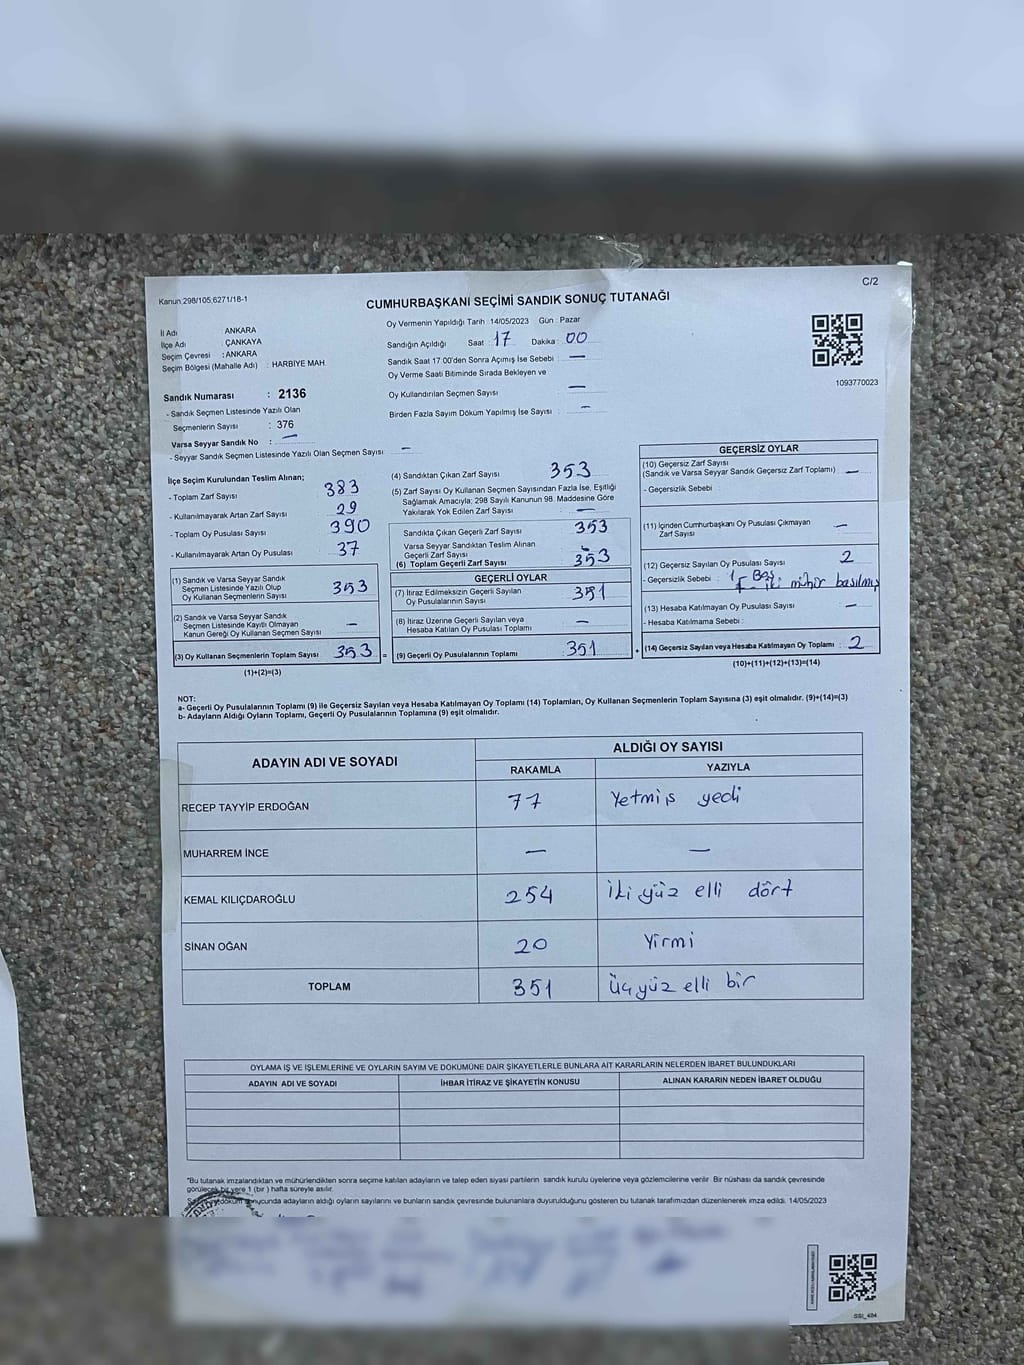 Kanun:298/105;6271/18-1
C/2
CUMHURBAŞKANI SEÇİMİ SANDIK SONUÇ TUTANAĞI
İl Adı ANKARA
İlçe Adı ÇANKAYA
Seçim Çevresi : ANKARA
Seçim Bölgesi (Mahalle Adı) : HARBİYE MAH.
Sandık Numarası : 2136
- Sandık Seçmen Listesinde Yazılı Olan
Seçmenlerin Sayısı : 376
Varsa Seyyar Sandık No : —
- Seyyar Sandık Seçmen Listesinde Yazılı Olan Seçmen Sayısı —
Oy Vermenin Yapıldığı Tarih : 14/05/2023 Gün : Pazar
Sandığın Açıldığı Saat : 17 Dakika : 00
Sandık Saat 17:00'den Sonra Açımış İse Sebebi : —
Oy Verme Saati Bitiminde Sırada Bekleyen ve
Oy Kullandırılan Seçmen Sayısı : —
Birden Fazla Sayım Döküm Yapılmış İse Sayısı : —
1093770023
İlçe Seçim Kurulundan Teslim Alınan;
- Toplam Zarf Sayısı 383
- Kullanılmayarak Artan Zarf Sayısı 29
- Toplam Oy Pusulası Sayısı 390
- Kullanılmayarak Artan Oy Pusulası 37
(1) Sandık ve Varsa Seyyar Sandık
Seçmen Listesinde Yazılı Olup
Oy Kullanan Seçmenlerin Sayısı 353
(2) Sandık ve Varsa Seyyar Sandık
Seçmen Listesinde Kayıtlı Olmayan
Kanun Gereği Oy Kullanan Seçmen Sayısı —
(3) Oy Kullanan Seçmenlerin Toplam Sayısı 353 =
(1)+(2)=(3)
(4) Sandıktan Çıkan Zarf Sayısı 353
(5) Zarf Sayısı Oy Kullanan Seçmen Sayısından Fazla İse, Eşitliği
Sağlamak Amacıyla; 298 Sayılı Kanunun 98. Maddesine Göre
Yakılarak Yok Edilen Zarf Sayısı : —
Sandıkta Çıkan Geçerli Zarf Sayısı 353
Varsa Seyyar Sandıktan Teslim Alınan
Geçerli Zarf Sayısı
(6) Toplam Geçerli Zarf Sayısı 353
GEÇERLİ OYLAR
(7) İtiraz Edilmeksizin Geçerli Sayılan
Oy Pusulalarının Sayısı 351
(8) İtiraz Üzerine Geçerli Sayılan veya
Hesaba Katılan Oy Pusulası Toplamı —
(9) Geçerli Oy Pusulalarının Toplamı : 351 +
GEÇERSİZ OYLAR
(10) Geçersiz Zarf Sayısı
(Sandık ve Varsa Seyyar Sandık Geçersiz Zarf Toplamı) —
- Geçersizlik Sebebi :
(11) İçinden Cumhurbaşkanı Oy Pusulası Çıkmayan
Zarf Sayısı —
(12) Geçersiz Sayılan Oy Pusulası Sayısı 2
- Geçersizlik Sebebi : 1 Boş
1- iki mühir basılmış
(13) Hesaba Katılmayan Oy Pusulası Sayısı —
- Hesaba Katılmama Sebebi :
(14) Geçersiz Sayılan veya Hesaba Katılmayan Oy Toplamı : 2
(10)+(11)+(12)+(13)=(14)
NOT:
a- Geçerli Oy Pusulalarının Toplamı (9) ile Geçersiz Sayılan veya Hesaba Katılmayan Oy Toplamı (14) Toplamları, Oy Kullanan Seçmenlerin Toplam Sayısına (3) eşit olmalıdır. (9)+(14)=(3)
b- Adayların Aldığı Oyların Toplamı, Geçerli Oy Pusulalarının Toplamına (9) eşit olmalıdır.
ADAYIN ADI VE SOYADI ALDIĞI OY SAYISI
RAKAMLA YAZIYLA
RECEP TAYYİP ERDOĞAN 77 Yetmiş yedi
MUHARREM İNCE — —
KEMAL KILIÇDAROĞLU 254 iki yüz elli dört
SİNAN OĞAN 20 Yirmi
TOPLAM 351 üçyüz elli bir
OYLAMA İŞ VE İŞLEMLERİNE VE OYLARIN SAYIM VE DÖKÜMÜNE DAİR ŞİKAYETLERLE BUNLARA AİT KARARLARIN NELERDEN İBARET BULUNDUKLARI
ADAYIN ADI VE SOYADI İHBAR İTİRAZ VE ŞİKAYETİN KONUSU ALINAN KARARIN NEDEN İBARET OLDUĞU
*Bu tutanak imzalandıktan ve mühürlendikten sonra seçime katılan adayların ve talep eden siyasi partilerin sandık kurulu üyelerine veya gözlemcilerine verilir. Bir nüshası da sandık çevresinde
görülecek bir yere 1 (bir) hafta süreyle asılır.
döküm sonucunda adayların aldığı oyların sayılarını ve bunların sandık çevresinde bulunanlara duyurulduğunu gösteren bu tutanak tarafımızdan düzenlenerek imza edildi. 14/05/2023
SSI_484